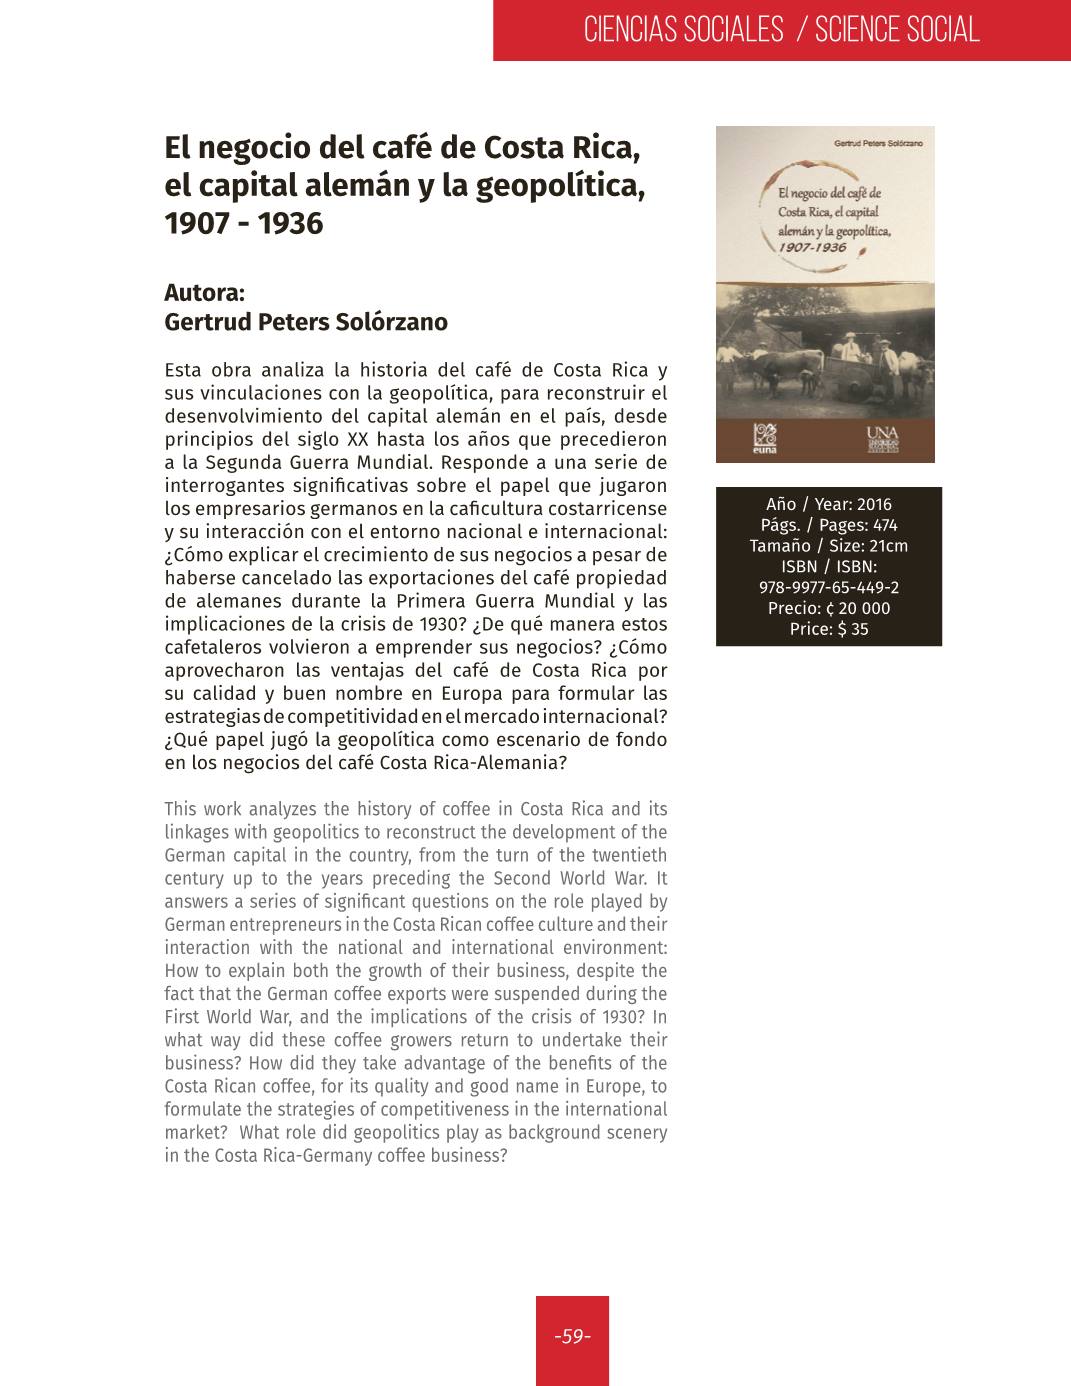 CIENCIAS SOCIALES / SCIENCE SOCIAL
El negocio del café de Costa Rica,
el capital alemán y la geopolítica,
1907 - 1936
Autora:
Gertrud Peters Solórzano
Esta obra analiza la historia del café de Costa Rica y
sus vinculaciones con la geopolítica, para reconstruir el
desenvolvimiento del capital alemán en el país, desde
principios del siglo XX hasta los años que precedieron
a la Segunda Guerra Mundial. Responde a una serie de
interrogantes significativas sobre el papel que jugaron
los empresarios germanos en la caficultura costarricense
y su interacción con el entorno nacional e internacional:
¿Cómo explicar el crecimiento de sus negocios a pesar de
haberse cancelado las exportaciones del café propiedad
de alemanes durante la Primera Guerra Mundial y las
implicaciones de la crisis de 1930? ¿De qué manera estos
cafetaleros volvieron a emprender sus negocios? ¿Cómo
aprovecharon las ventajas del café de Costa Rica por
su calidad y buen nombre en Europa para formular las
estrategias de competitividad en el mercado internacional?
¿Qué papel jugó la geopolítica como escenario de fondo
en los negocios del café Costa Rica-Alemania?
This work analyzes the history of coffee in Costa Rica and its
linkages with geopolitics to reconstruct the development of the
German capital in the country, from the turn of the twentieth
century up to the years preceding the Second World War. It
answers a series of significant questions on the role played by
German entrepreneurs in the Costa Rican coffee culture and their
interaction with the national and international environment:
How to explain both the growth of their business, despite the
fact that the German coffee exports were suspended during the
First World War, and the implications of the crisis of 1930? In
what way did these coffee growers return to undertake their
business? How did they take advantage of the benefits of the
Costa Rican coffee, for its quality and good name in Europe, to
formulate the strategies of competitiveness in the international
market? What role did geopolitics play as background scenery
in the Costa Rica-Germany coffee business?
Gertrud Peters Solórzano
El negocio del café de
Costa Rica, el capital
alemán y la geopolítica,
1907-1936
euna
UNA
Año / Year: 2016
Págs. / Pages: 474
Tamaño / Size: 21cm
ISBN / ISBN:
978-9977-65-449-2
Precio: ¢ 20 000
Price: $ 35
-59-